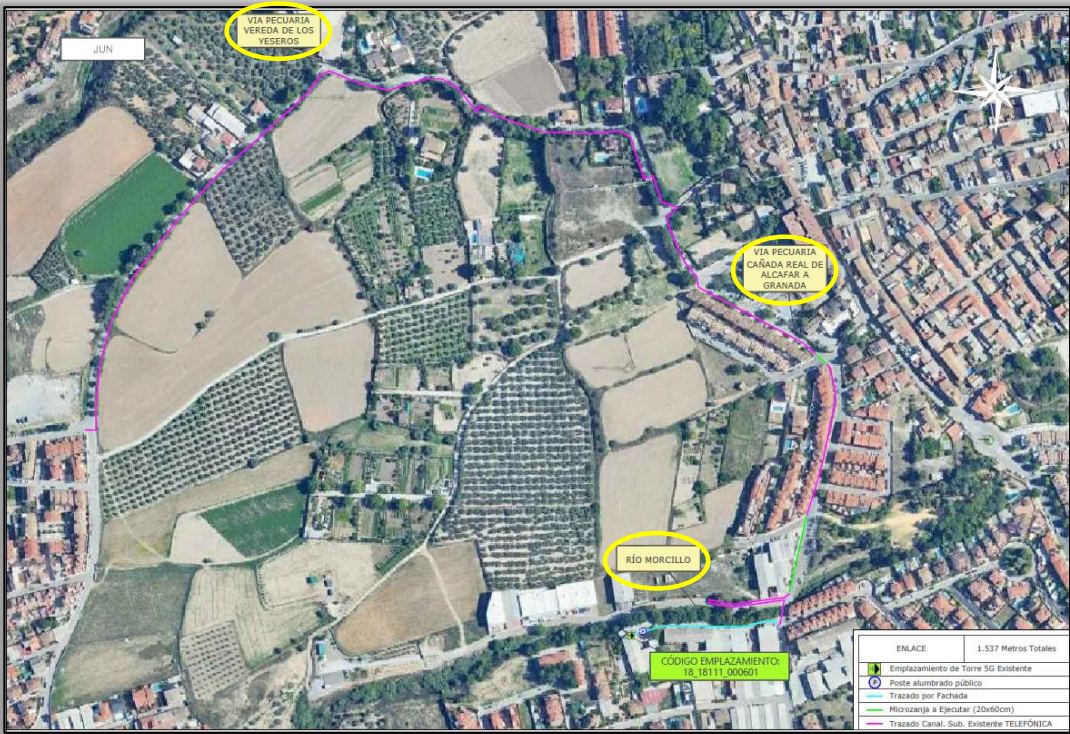 VIA PECUARIA
VEREDA DE LOS
YESEROS
JUN
VIA PECUARIA
CAÑADA REAL DE
ALCAFAR A
GRANADA
RÍO MORCILLO
CÓDIGO EMPLAZAMIENTO:
18_18111_000601
ENLACE 1.537 Metros Totales
Emplazamiento de Torre 5G Existente
P Poste alumbrado público
Trazado por Fachada
Microzanja a Ejecutar (20x60cm)
Trazado Canal. Sub. Existente TELEFÓNICA